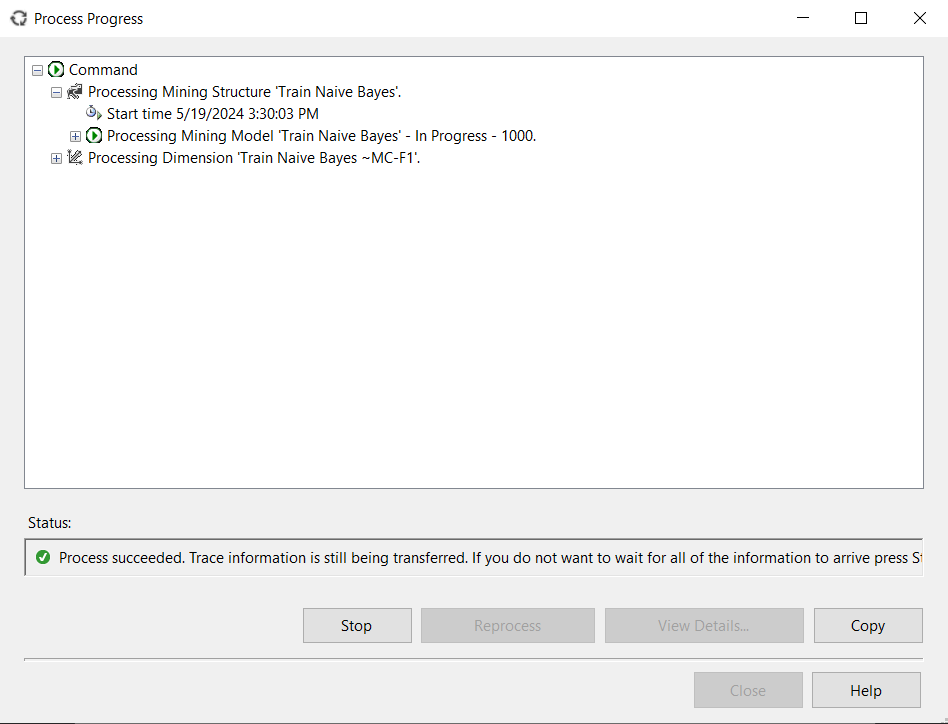 Process Progress
Command
Processing Mining Structure 'Train Naive Bayes'.
Start time 5/19/2024 3:30:03 PM
Processing Mining Model 'Train Naive Bayes' - In Progress - 1000.
Processing Dimension 'Train Naive Bayes ~MC-F1'.
Status:
Process succeeded. Trace information is still being transferred. If you do not want to wait for all of the information to arrive press
Stop Reprocess View Details... Copy
Close Help